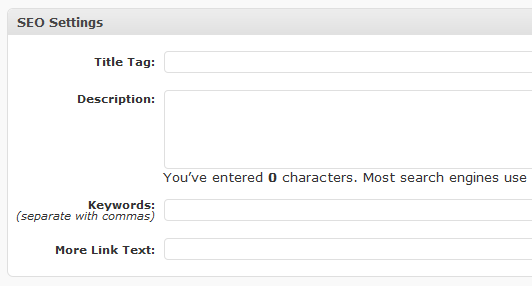 SEO Settings
Title Tag:
Description:
You've entered 0 characters. Most search engines use
Keywords:
(separate with commas)
More Link Text: